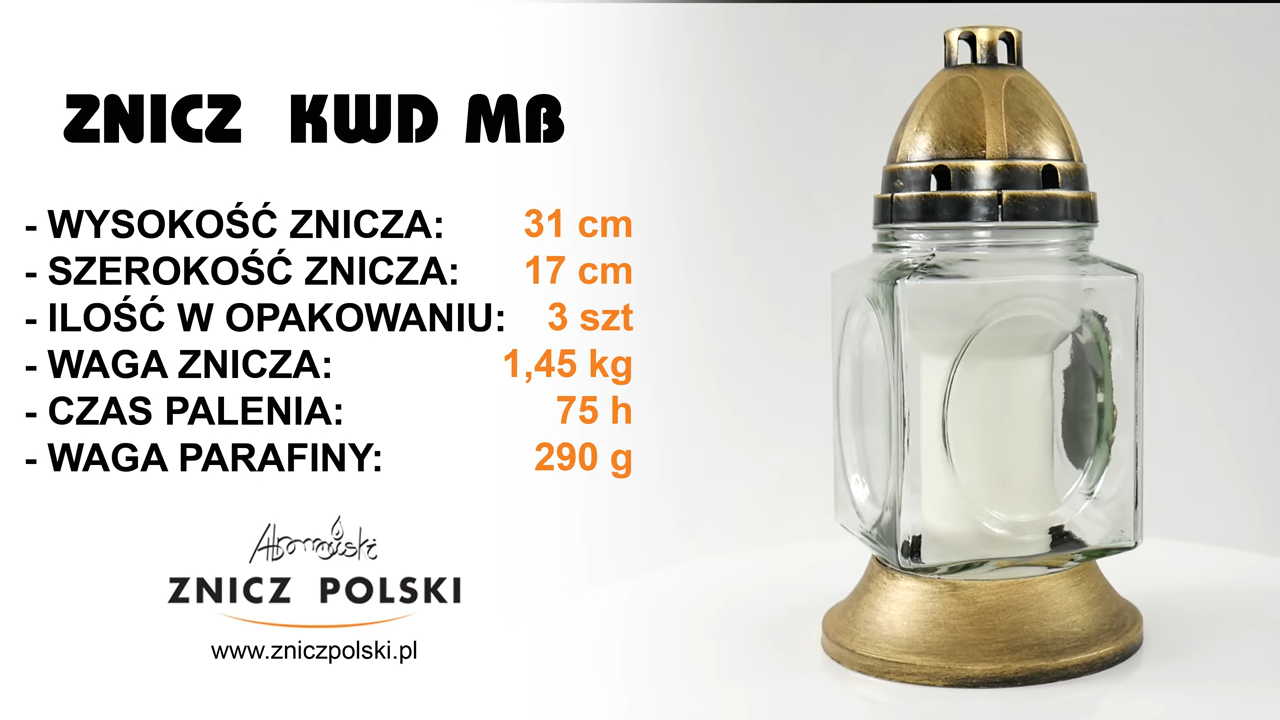 ZNICZ KWD MB
- WYSOKOŚĆ ZNICZA: 31 cm
- SZEROKOŚĆ ZNICZA: 17 cm
- ILOŚĆ W OPAKOWANIU: 3 szt
- WAGA ZNICZA: 1,45 kg
- CZAS PALENIA: 75 h
- WAGA PARAFINY: 290 g
ZNICZ POLSKI
www.zniczpolski.pl